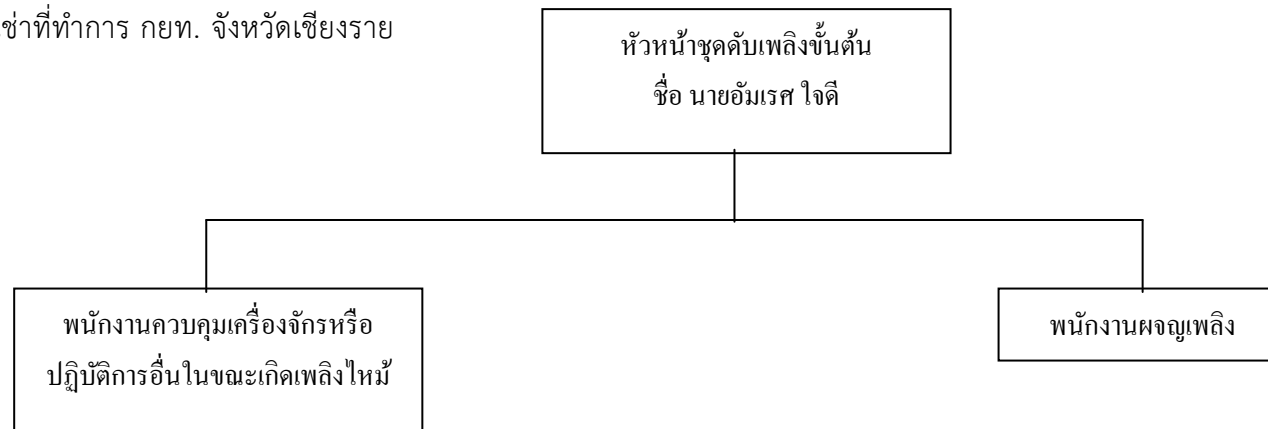 เช่าที่ทำการ กยท. จังหวัดเชียงราย
หัวหน้าชุดดับเพลิงขั้นต้น
ชื่อ นายอัมเรศ ใจดี
พนักงานควบคุมเครื่องจักรหรือ
ปฏิบัติการอื่นในขณะเกิดเพลิงไหม้
พนักงานผจญเพลิง